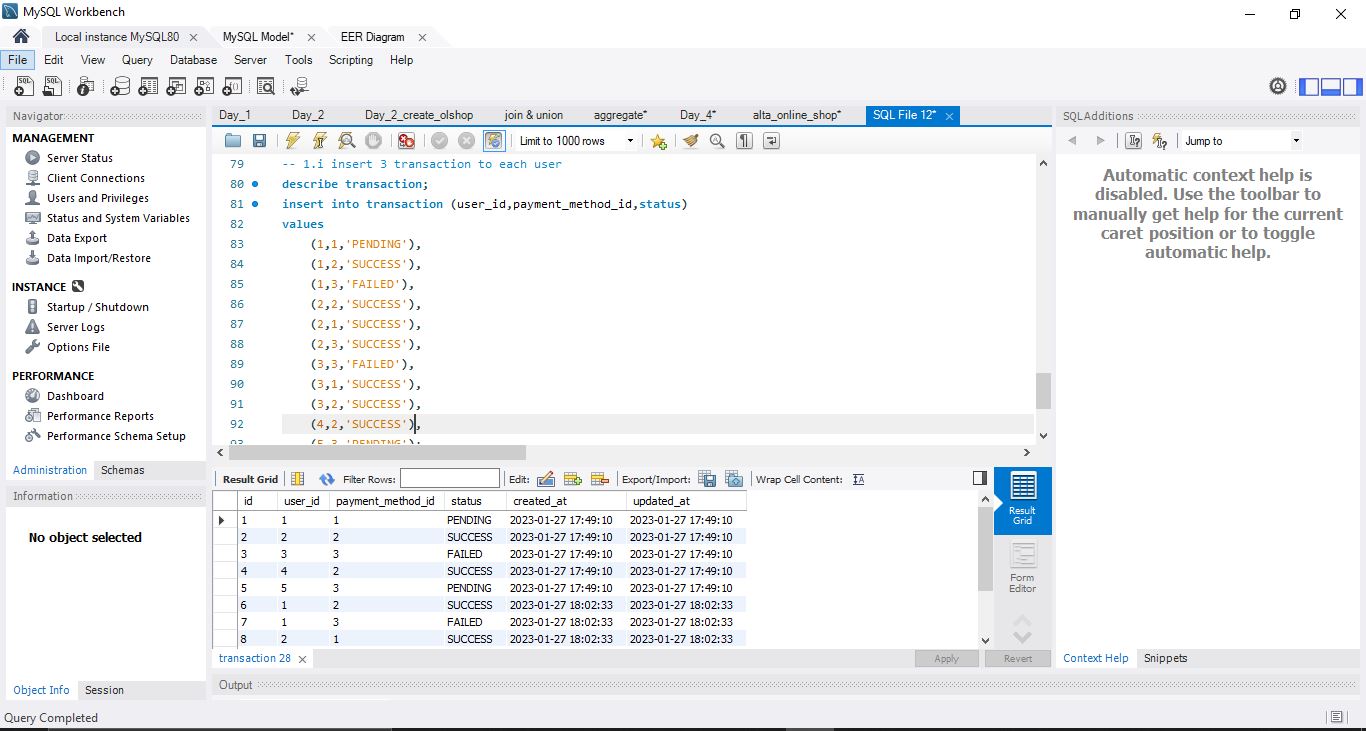 MySQL Workbench
Local instance MySQL80
MySQL Model*
EER Diagram
File Edit View Query Database Server Tools Scripting Help
Navigator
MANAGEMENT
Server Status
Client Connections
Users and Privileges
Status and System Variables
Data Export
Data Import/Restore
INSTANCE
Startup / Shutdown
Server Logs
Options File
PERFORMANCE
Dashboard
Performance Reports
Performance Schema Setup
Administration Schemas
Information
No object selected
Object Info Session
Day_1 Day_2 Day_2_create_olshop join & union aggregate* Day_4* alta_online_shop* SQL File 12*
Limit to 1000 rows
79 -- 1.i insert 3 transaction to each user
80 describe transaction;
81 insert into transaction (user_id,payment_method_id,status)
82 values
83 (1,1,'PENDING'),
84 (1,2,'SUCCESS'),
85 (1,3,'FAILED'),
86 (2,2,'SUCCESS'),
87 (2,1,'SUCCESS'),
88 (2,3,'SUCCESS'),
89 (3,3,'FAILED'),
90 (3,1,'SUCCESS'),
91 (3,2,'SUCCESS'),
92 (4,2,'SUCCESS'),
93 (5,3,'PENDING');
Result Grid Filter Rows: Edit: Export/Import: Wrap Cell Content:
id user_id payment_method_id status created_at updated_at
1 1 1 PENDING 2023-01-27 17:49:10 2023-01-27 17:49:10
2 2 2 SUCCESS 2023-01-27 17:49:10 2023-01-27 17:49:10
3 3 3 FAILED 2023-01-27 17:49:10 2023-01-27 17:49:10
4 4 2 SUCCESS 2023-01-27 17:49:10 2023-01-27 17:49:10
5 5 3 PENDING 2023-01-27 17:49:10 2023-01-27 17:49:10
6 1 2 SUCCESS 2023-01-27 18:02:33 2023-01-27 18:02:33
7 1 3 FAILED 2023-01-27 18:02:33 2023-01-27 18:02:33
8 2 1 SUCCESS 2023-01-27 18:02:33 2023-01-27 18:02:33
Result
Grid
Form
Editor
transaction 28
Apply Revert
Output
SQLAdditions
Jump to
Automatic context help is
disabled. Use the toolbar to
manually get help for the current
caret position or to toggle
automatic help.
Context Help Snippets
Query Completed